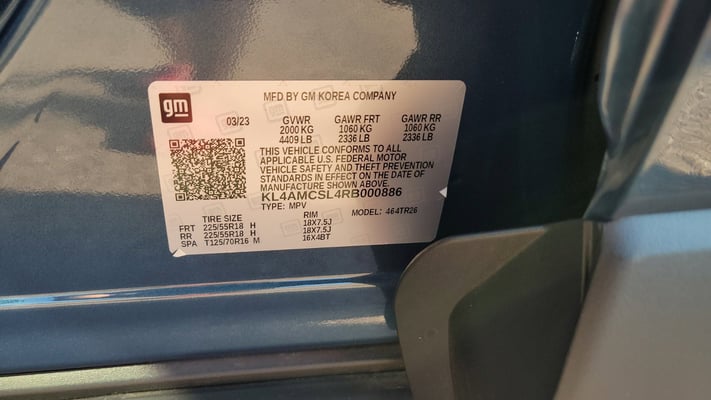 gm
MFD BY GM KOREA COMPANY
03/23 GVWR GAWR FRT GAWR RR
2000 KG 1060 KG 1060 KG
4409 LB 2336 LB 2336 LB
THIS VEHICLE CONFORMS TO ALL
APPLICABLE U.S. FEDERAL MOTOR
VEHICLE SAFETY AND THEFT PREVENTION
STANDARDS IN EFFECT ON THE DATE OF
MANUFACTURE SHOWN ABOVE.
KL4AMCSL4RB000886
TYPE: MPV MODEL: 464TR26
TIRE SIZE RIM
FRT 225/55R18 H 18X7.5J
RR 225/55R18 H 18X7.5J
SPA T125/70R16 M 16X4BT